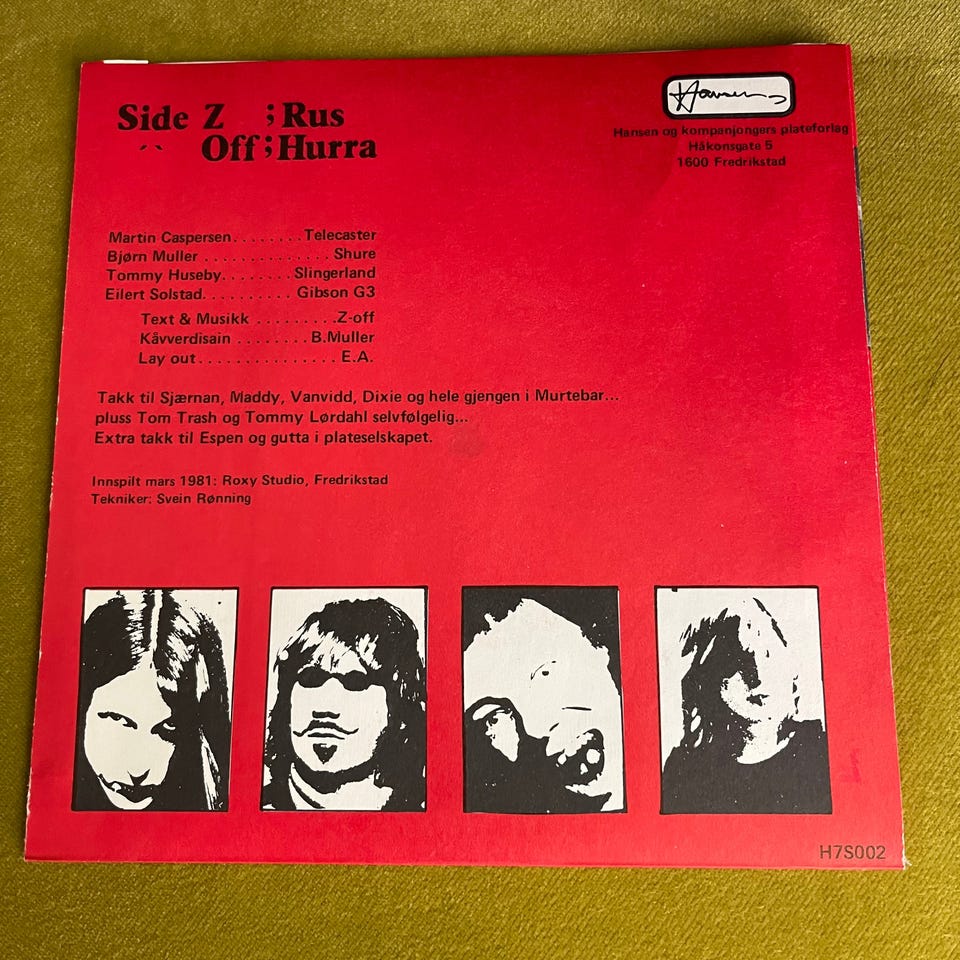 Side Z ; Rus
^^ Off ; Hurra
Hansen
Hansen og kompanjongers plateforlag
Håkonsgate 5
1600 Fredrikstad
Martin Caspersen........Telecaster
Bjørn Muller..............Shure
Tommy Huseby........Slingerland
Eilert Solstad..........Gibson G3
Text & Musikk.........Z-off
Kåvverdisain........B.Muller
Lay out...............E.A.
Takk til Sjærnan, Maddy, Vanvidd, Dixie og hele gjengen i Murtebar...
pluss Tom Trash og Tommy Lørdahl selvfølgelig...
Extra takk til Espen og gutta i plateselskapet.
Innspilt mars 1981: Roxy Studio, Fredrikstad
Tekniker: Svein Rønning
H7S002